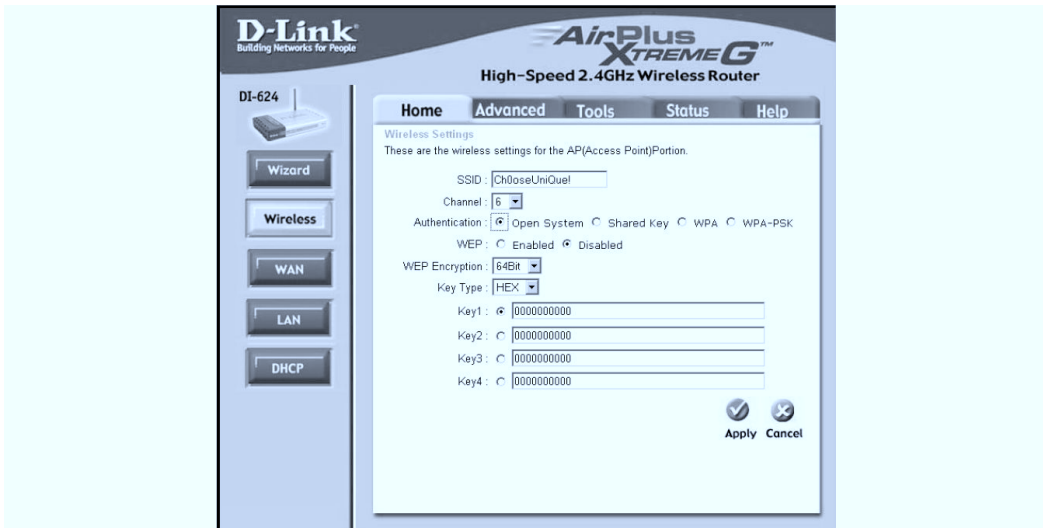 D-Link
Building Networks for People
AirPlus
XTREME G™
High-Speed 2.4GHz Wireless Router
DI-624
Home Advanced Tools Status Help
Wizard
Wireless
WAN
LAN
DHCP
Wireless Settings
These are the wireless settings for the AP(Access Point)Portion.
SSID : Ch0oseUniQue!
Channel : 6
Authentication : Open System Shared Key WPA WPA-PSK
WEP : Enabled Disabled
WEP Encryption : 64Bit
Key Type : HEX
Key1 : 0000000000
Key2 : 0000000000
Key3 : 0000000000
Key4 : 0000000000
Apply Cancel